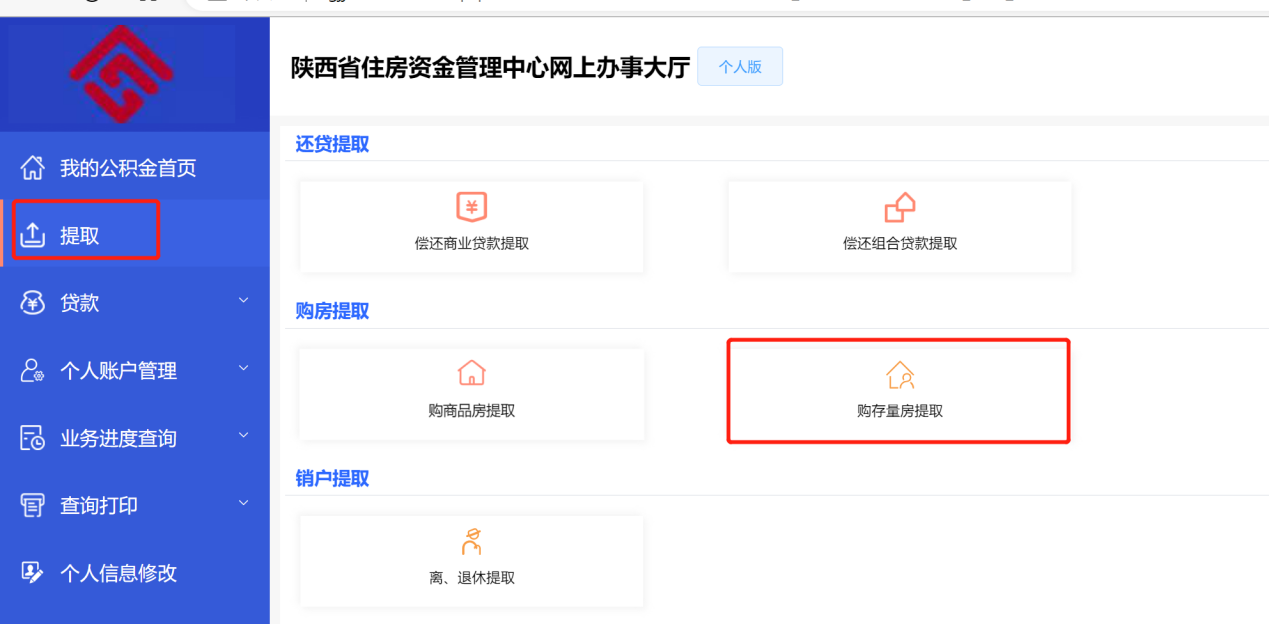 陕西省住房资金管理中心网上办事大厅 个人版
我的公积金首页
提取
贷款
个人账户管理
业务进度查询
查询打印
个人信息修改
还贷提取
偿还商业贷款提取
偿还组合贷款提取
购房提取
购商品房提取
购存量房提取
销户提取
离、退休提取